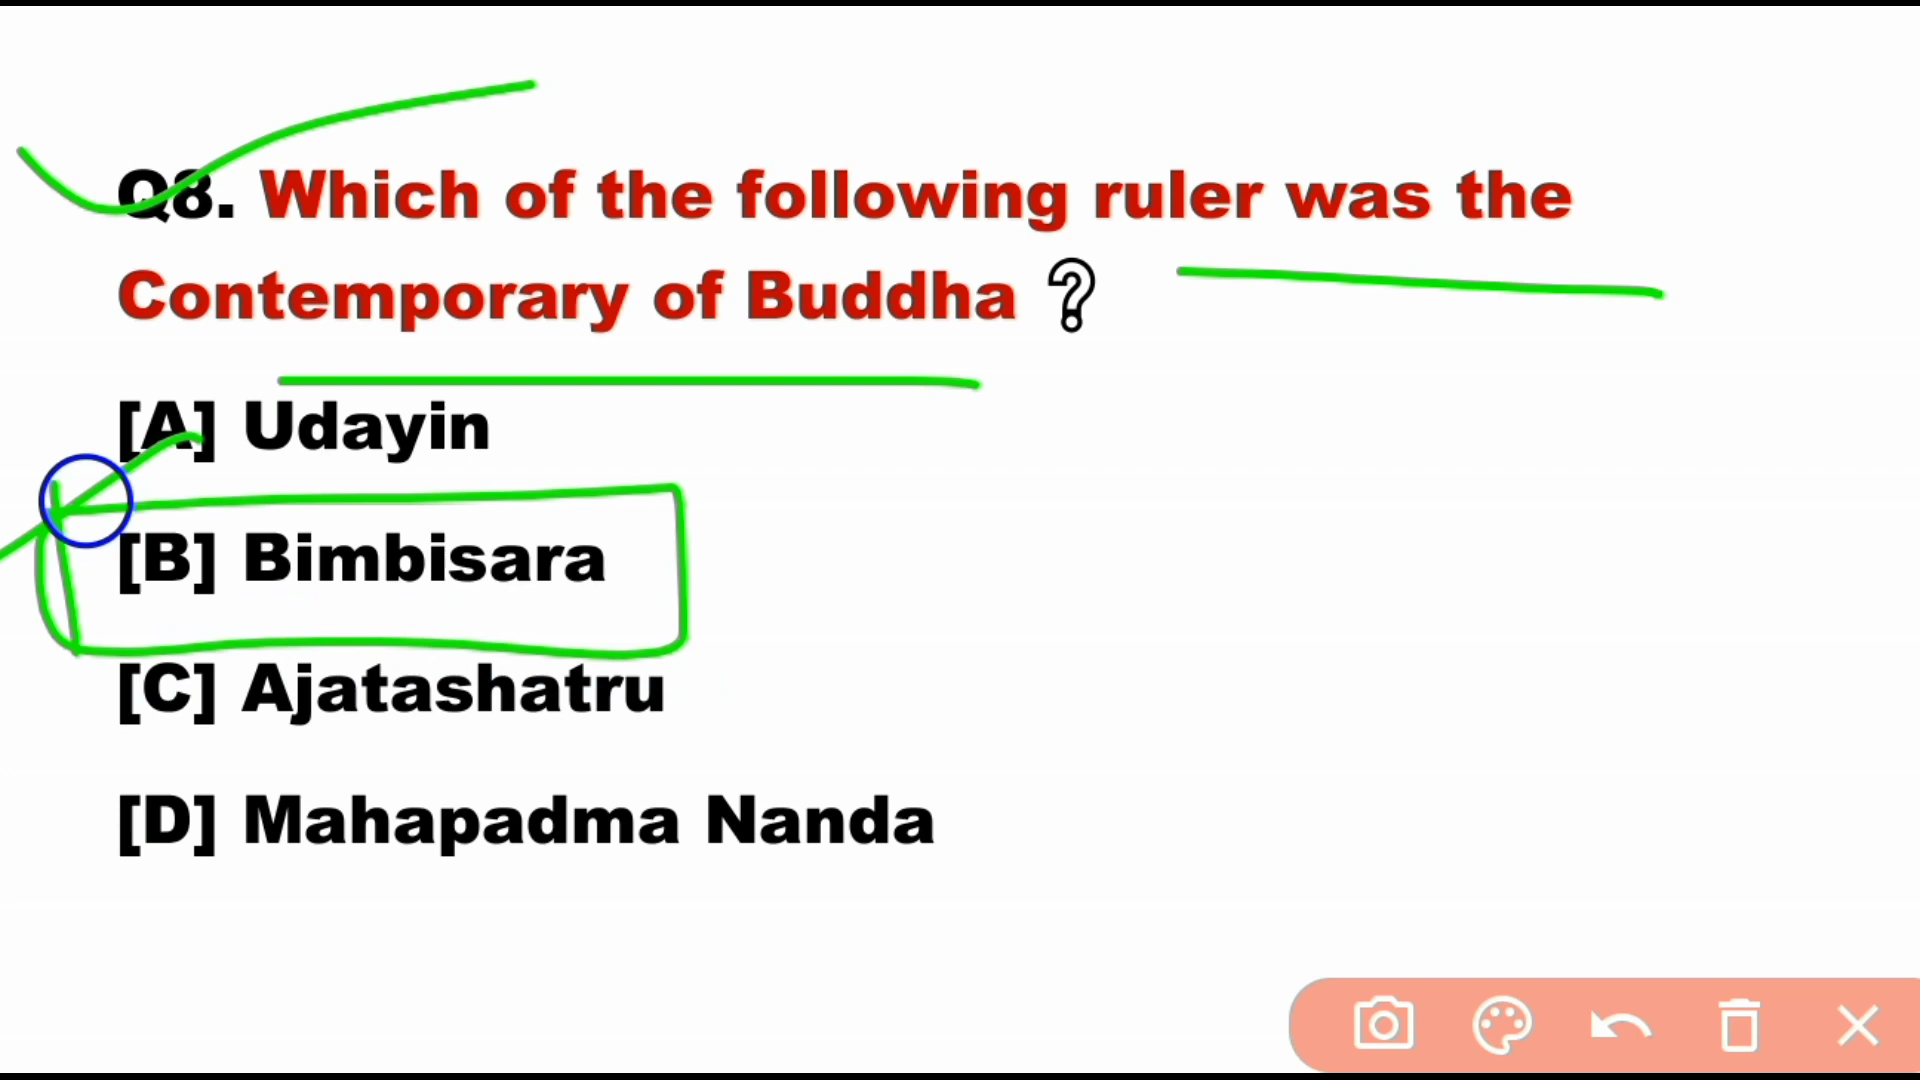 Q8. Which of the following ruler was the
Contemporary of Buddha ?
[A] Udayin
[B] Bimbisara
[C] Ajatashatru
[D] Mahapadma Nanda